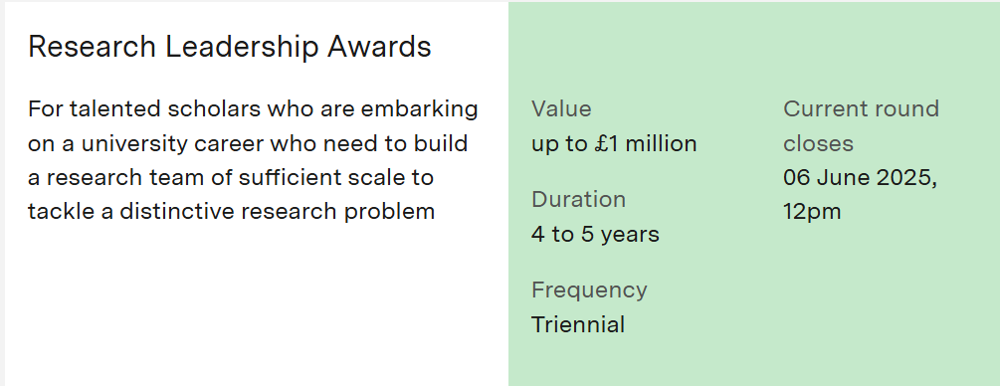 Research Leadership Awards
For talented scholars who are embarking
on a university career who need to build
a research team of sufficient scale to
tackle a distinctive research problem
Value
up to £1 million
Duration
4 to 5 years
Frequency
Triennial
Current round
closes
06 June 2025,
12pm